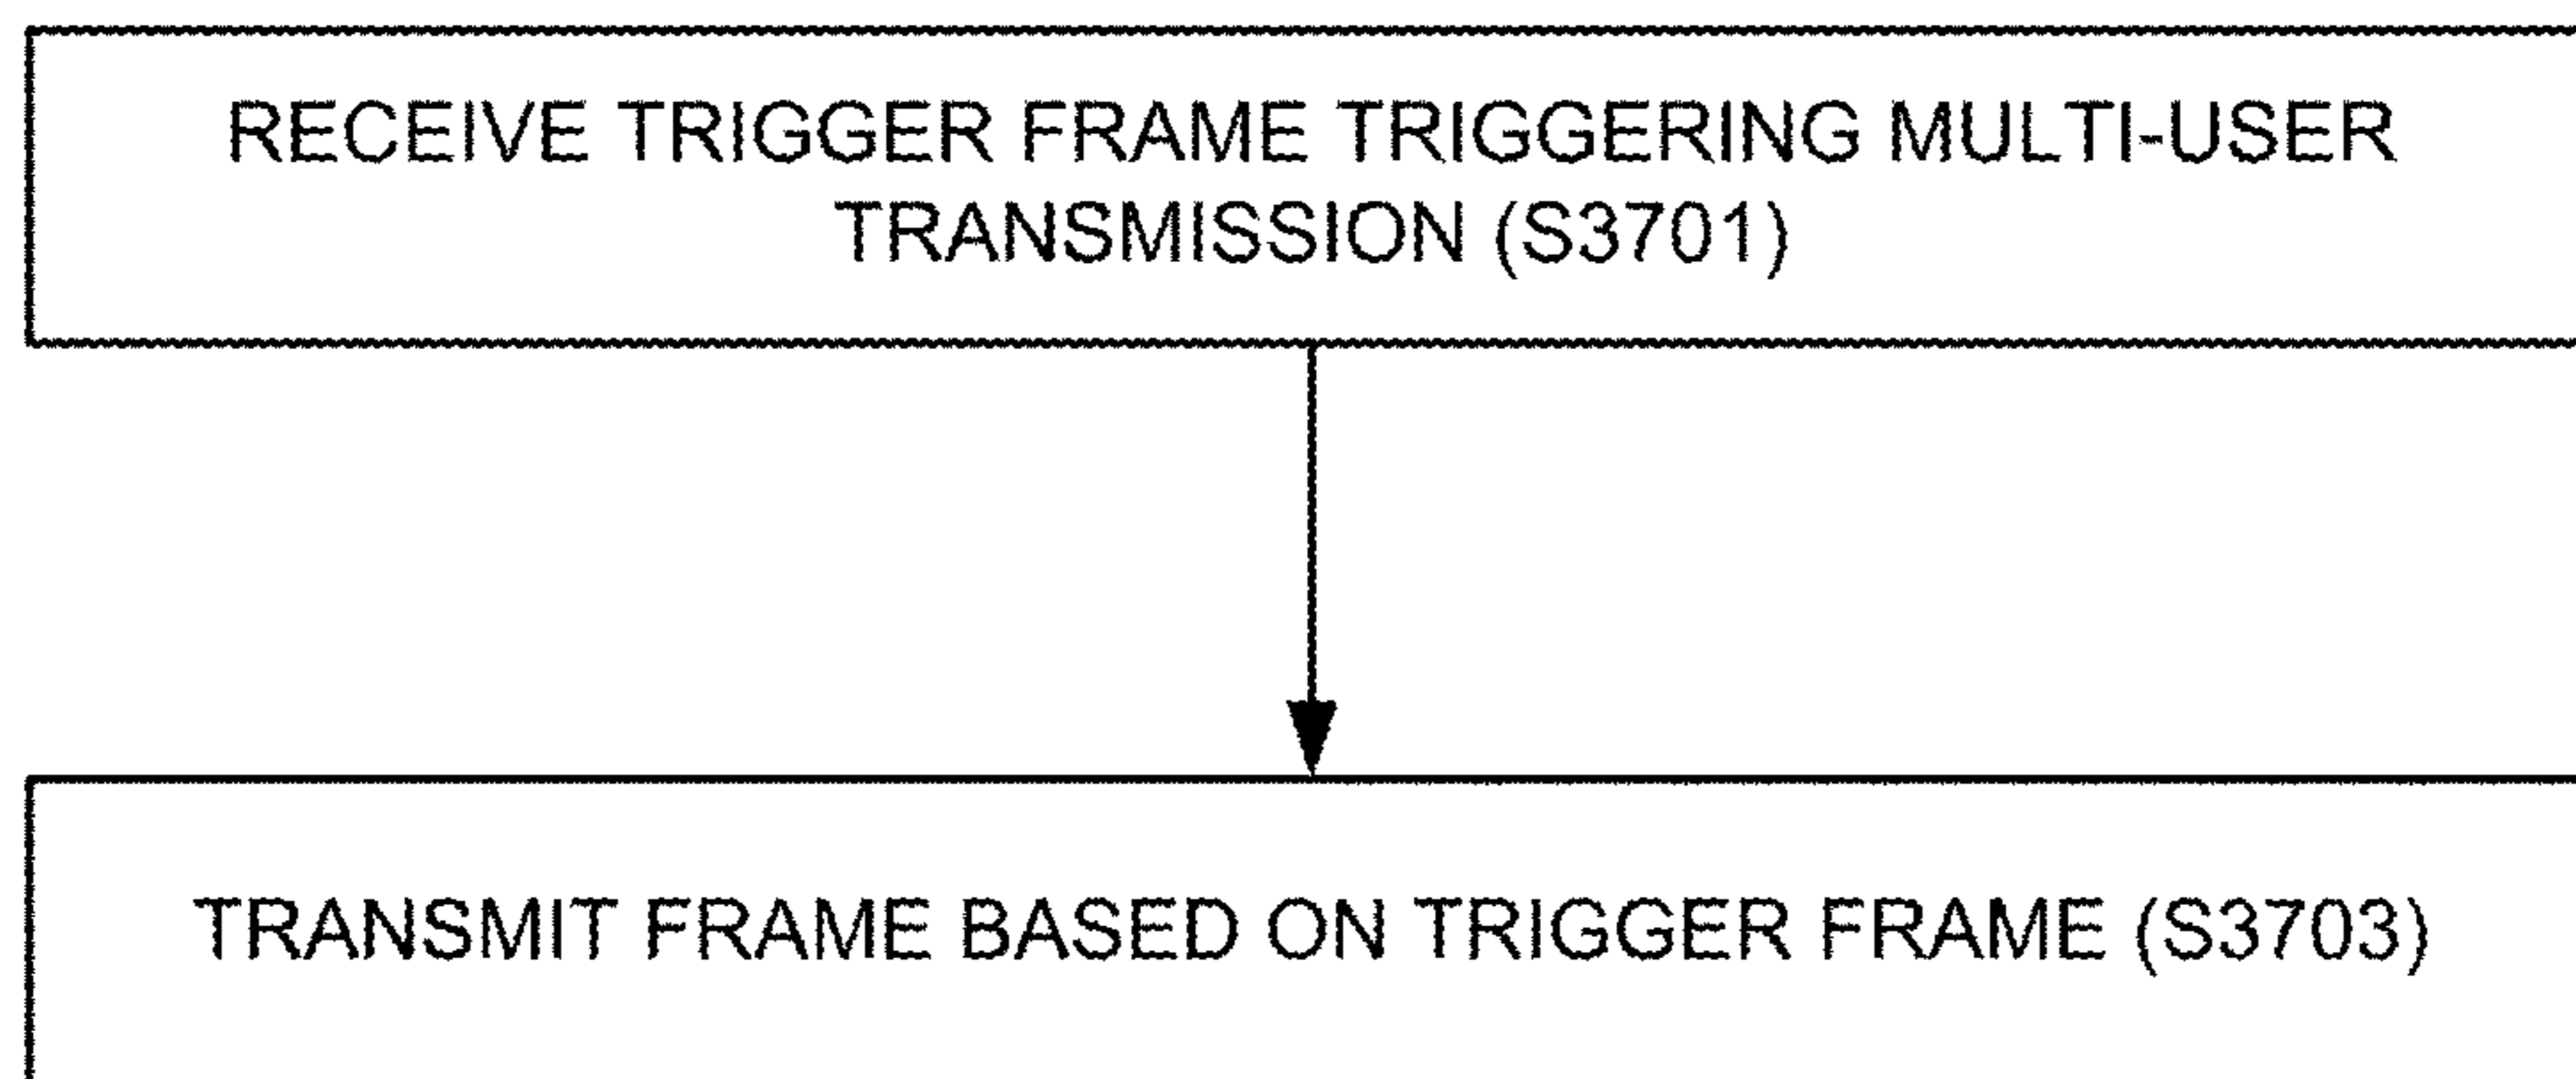 RECEIVE TRIGGER FRAME TRIGGERING MULTI-USER
TRANSMISSION (S3701)
TRANSMIT FRAME BASED ON TRIGGER FRAME (S3703)